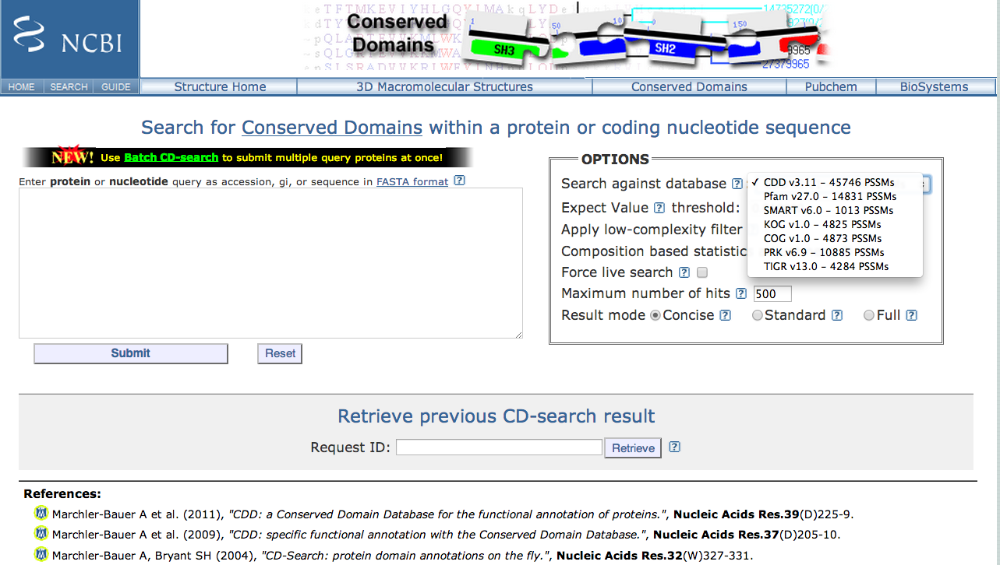 NCBI
HOME SEARCH GUIDE
Conserved
Domains
1
SH3
50
10
SH2
150
14735272(0/
27379965
Structure Home 3D Macromolecular Structures Conserved Domains Pubchem BioSystems
Search for Conserved Domains within a protein or coding nucleotide sequence
NEW! Use Batch CD-search to submit multiple query proteins at once!
Enter protein or nucleotide query as accession, gi, or sequence in FASTA format ?
Submit Reset
OPTIONS
Search against database ? :
✓ CDD v3.11 – 45746 PSSMs
Pfam v27.0 – 14831 PSSMs
SMART v6.0 – 1013 PSSMs
KOG v1.0 – 4825 PSSMs
COG v1.0 – 4873 PSSMs
PRK v6.9 – 10885 PSSMs
TIGR v13.0 – 4284 PSSMs
Expect Value ? threshold:
Apply low-complexity filter
Composition based statistic
Force live search ?
Maximum number of hits ? 500
Result mode Concise ? Standard ? Full ?
Retrieve previous CD-search result
Request ID: Retrieve ?
References:
Marchler-Bauer A et al. (2011), "CDD: a Conserved Domain Database for the functional annotation of proteins.", Nucleic Acids Res.39(D)225-9.
Marchler-Bauer A et al. (2009), "CDD: specific functional annotation with the Conserved Domain Database.", Nucleic Acids Res.37(D)205-10.
Marchler-Bauer A, Bryant SH (2004), "CD-Search: protein domain annotations on the fly.", Nucleic Acids Res.32(W)327-331.